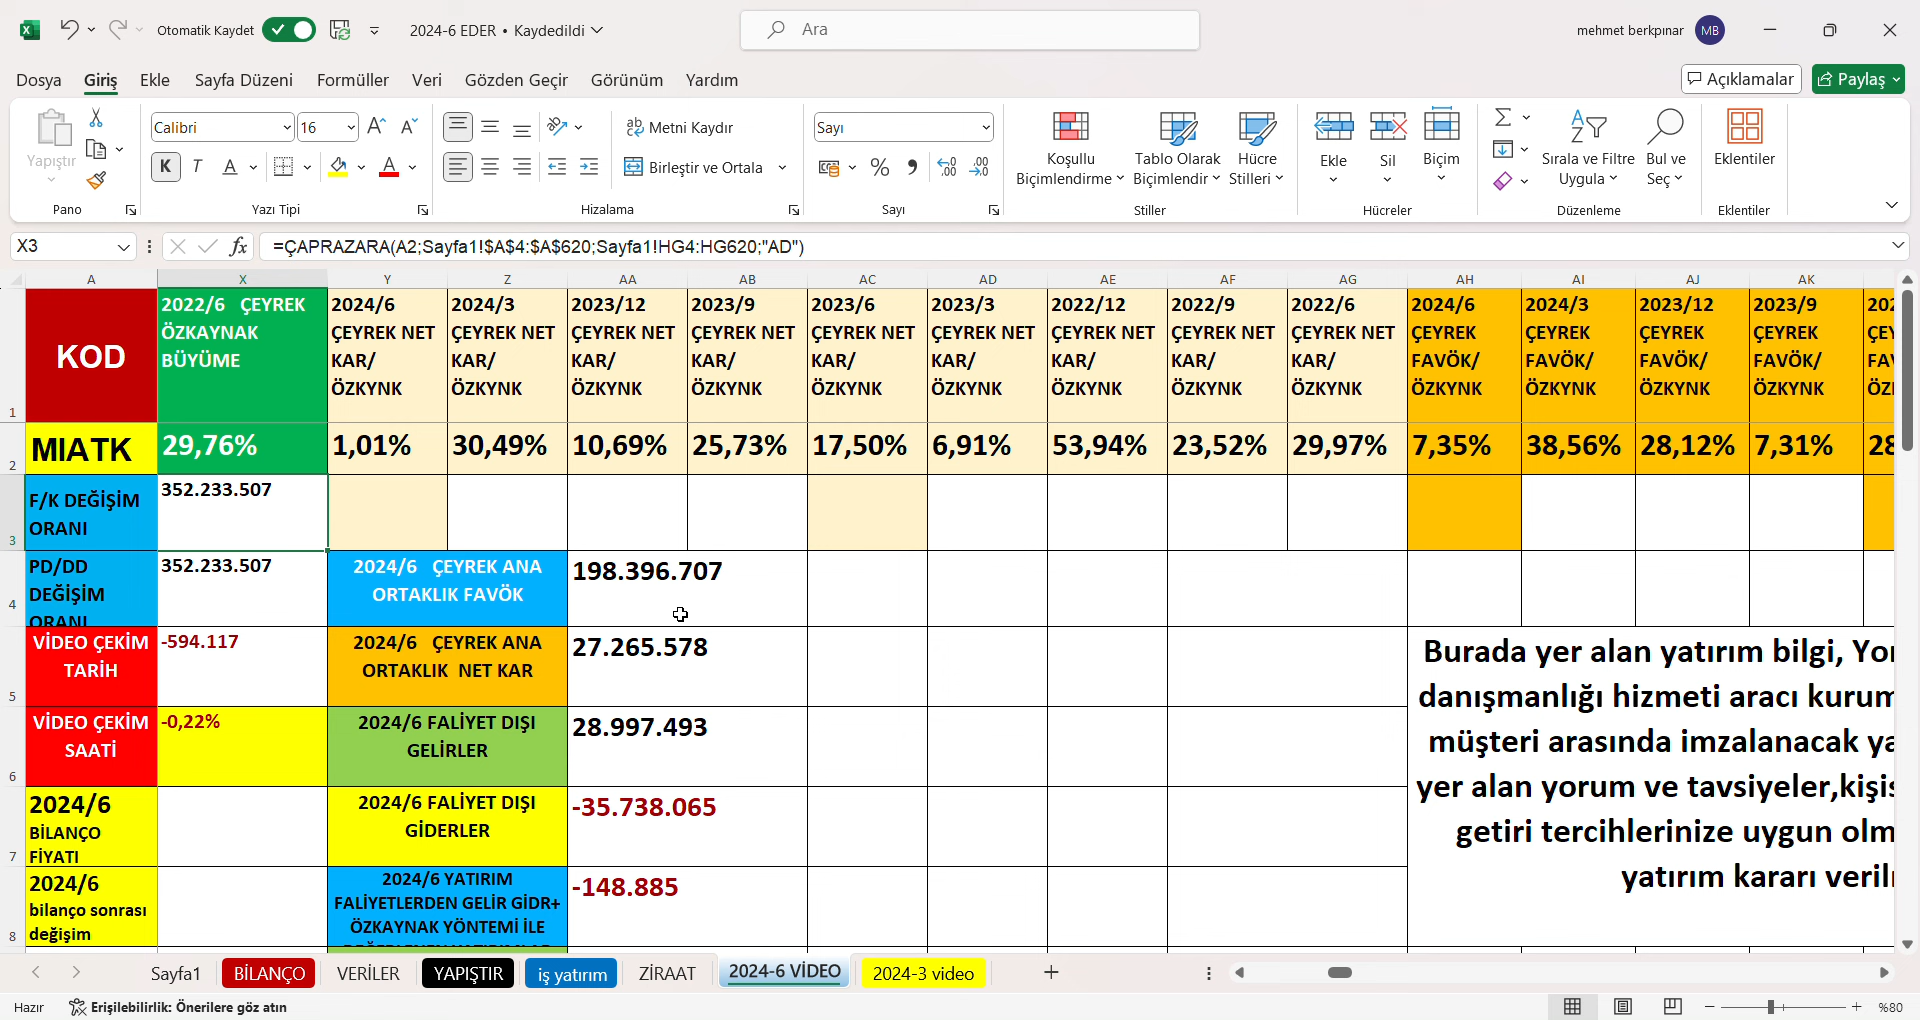 Otomatik Kaydet 2024-6 EDER • Kaydedildi Ara mehmet berkpınar MB
Dosya Giriş Ekle Sayfa Düzeni Formüller Veri Gözden Geçir Görünüm Yardım Açıklamalar Paylaş
Yapıştır Calibri 16 Metni Kaydır Sayı
K T A Birleştir ve Ortala
Koşullu Biçimlendirme
Tablo Olarak Biçimlendir
Hücre Stilleri
Ekle Sil Biçim
Sırala ve Filtre Uygula
Bul ve Seç
Eklentiler
Pano Yazı Tipi Hizalama Sayı Stiller Hücreler Düzenleme Eklentiler
X3 fx =ÇAPRAZARA(A2;Sayfa1!$A$4:$A$620;Sayfa1!HG4:HG620;"AD")
A X Y Z AA AB AC AD AE AF AG AH AI AJ AK
1 KOD
2022/6 ÇEYREK ÖZKAYNAK BÜYÜME
2024/6 ÇEYREK NET KAR/ ÖZKYNK
2024/3 ÇEYREK NET KAR/ ÖZKYNK
2023/12 ÇEYREK NET KAR/ ÖZKYNK
2023/9 ÇEYREK NET KAR/ ÖZKYNK
2023/6 ÇEYREK NET KAR/ ÖZKYNK
2023/3 ÇEYREK NET KAR/ ÖZKYNK
2022/12 ÇEYREK NET KAR/ ÖZKYNK
2022/9 ÇEYREK NET KAR/ ÖZKYNK
2022/6 ÇEYREK NET KAR/ ÖZKYNK
2024/6 ÇEYREK FAVÖK/ ÖZKYNK
2024/3 ÇEYREK FAVÖK/ ÖZKYNK
2023/12 ÇEYREK FAVÖK/ ÖZKYNK
2023/9 ÇEYREK FAVÖK/ ÖZKYNK
2 MIATK 29,76% 1,01% 30,49% 10,69% 25,73% 17,50% 6,91% 53,94% 23,52% 29,97% 7,35% 38,56% 28,12% 7,31% 28
3 F/K DEĞİŞİM ORANI 352.233.507
4 PD/DD DEĞİŞİM ORANI 352.233.507 2024/6 ÇEYREK ANA ORTAKLIK FAVÖK 198.396.707
5 VİDEO ÇEKİM TARİH -594.117 2024/6 ÇEYREK ANA ORTAKLIK NET KAR 27.265.578
6 VİDEO ÇEKİM SAATİ -0,22% 2024/6 FALİYET DIŞI GELİRLER 28.997.493
7 2024/6 BİLANÇO FİYATI 2024/6 FALİYET DIŞI GİDERLER -35.738.065
8 2024/6 bilanço sonrası değişim 2024/6 YATIRIM FALİYETLERDEN GELİR GİDR+ ÖZKAYNAK YÖNTEMİ İLE -148.885
Burada yer alan yatırım bilgi,
danışmanlığı hizmeti aracı kurum
müşteri arasında imzalanacak
yer alan yorum ve tavsiyeler,
getiri tercihlerinize uygun
yatırım kararı
Sayfa1 BİLANÇO VERİLER YAPIŞTIR iş yatırım ZİRAAT 2024-6 VİDEO 2024-3 video
Hazır Erişilebilirlik: Önerilere göz atın %80